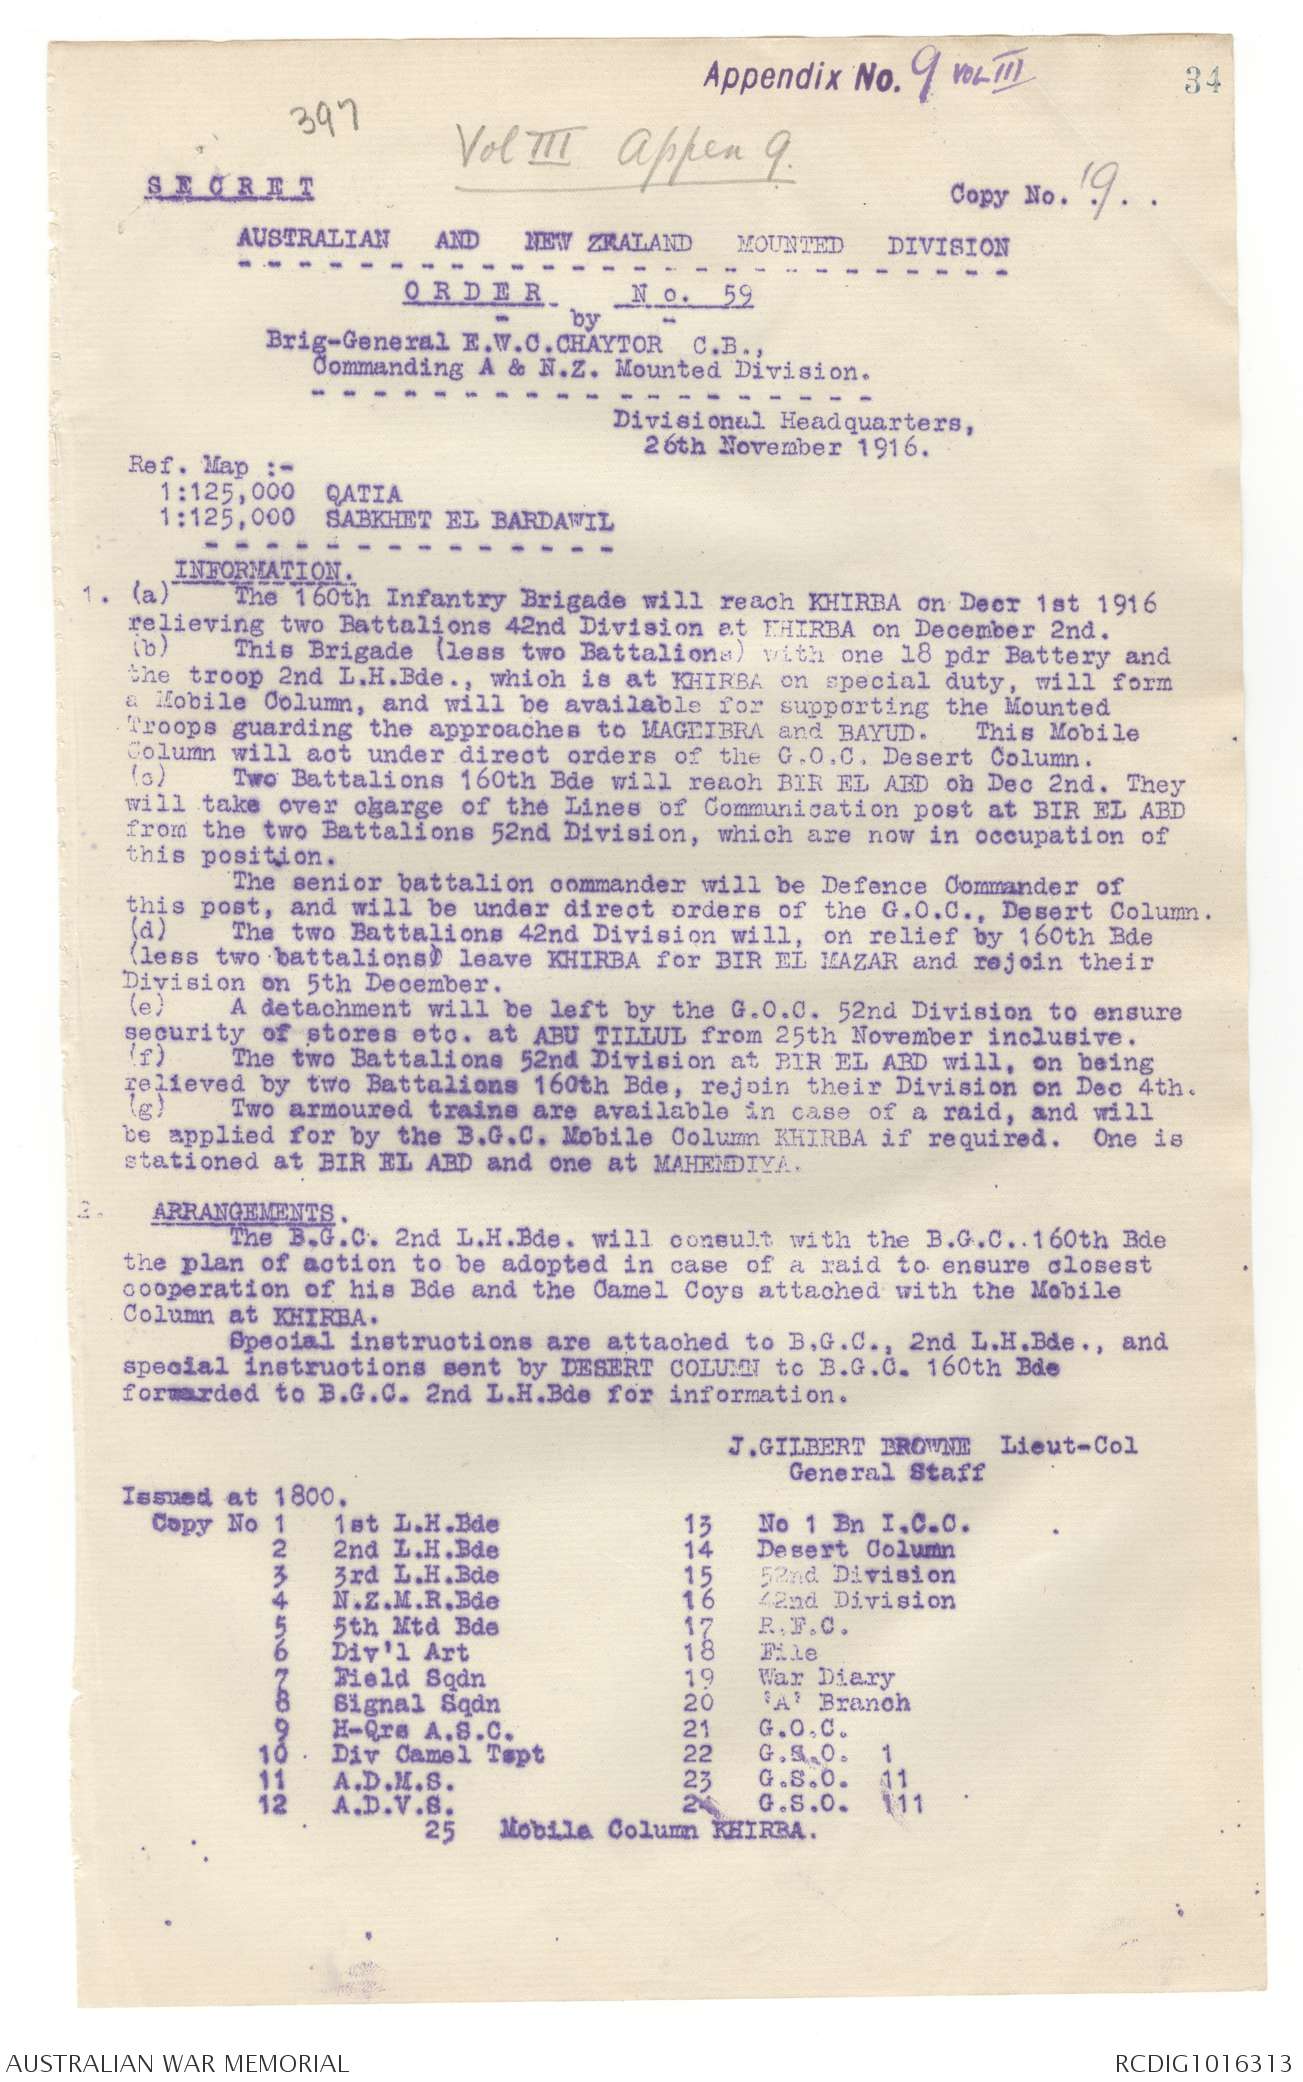 Appendix No. 9 VOL III
34
397
Vol III Appen 9.
SECRET
Copy No. 19. . .
AUSTRALIAN AND NEW ZEALAND MOUNTED DIVISION
ORDER No. 59
by
Brig-General E.W.C.CHAYTOR C.B.,
Commanding A & N.Z. Mounted Division.
Divisional Headquarters,
26th November 1916.
Ref. Map :-
1:125,000 QATIA
1:125,000 SABKHET EL BARDAWIL
INFORMATION.
1. (a) The 160th Infantry Brigade will reach KHIRBA on Decr 1st 1916
relieving two Battalions 42nd Division at KHIRBA on December 2nd.
(b) This Brigade (less two Battalions) with one 18 pdr Battery and
the troop 2nd L.H.Bde., which is at KHIRBA on special duty, will form
a Mobile Column, and will be available for supporting the Mounted
Troops guarding the approaches to MAGEIBRA and BAYUD. This Mobile
Column will act under direct orders of the G.O.C. Desert Column.
(c) Two Battalions 160th Bde will reach BIR EL ABD oh Dec 2nd. They
will take over cgarge of the Lines of Communication post at BIR EL ABD
from the two Battalions 52nd Division, which are now in occupation of
this position.
The senior battalion commander will be Defence Commander of
this post, and will be under direct orders of the G.O.C., Desert Column.
(d) The two Battalions 42nd Division will, on relief by 160th Bde
(less two battalions) leave KHIRBA for BIR EL MAZAR and rejoin their
Division on 5th December.
(e) A detachment will be left by the G.O.C. 52nd Division to ensure
security of stores etc. at ABU TILLUL from 25th November inclusive.
(f) The two Battalions 52nd Division at BIR EL ABD will, on being
relieved by two Battalions 160th Bde, rejoin their Division on Dec 4th.
(g) Two armoured trains are available in case of a raid, and will
be applied for by the B.G.C. Mobile Column KHIRBA if required. One is
stationed at BIR EL ABD and one at MAHEMDIYA.
2. ARRANGEMENTS.
The B.G.C. 2nd L.H.Bde. will consult with the B.G.C..160th Bde
the plan of action to be adopted in case of a raid to ensure closest
cooperation of his Bde and the Camel Coys attached with the Mobile
Column at KHIRBA.
Special instructions are attached to B.G.C., 2nd L.H.Bde., and
special instructions sent by DESERT COLUMN to B.G.C. 160th Bde
forwarded to B.G.C. 2nd L.H.Bde for information.
J.GILBERT BROWNE Lieut-Col
General Staff
Issued at 1800.
Copy No 1 1st L.H.Bde 13 No 1 Bn I.C.C.
2 2nd L.H.Bde 14 Desert Column
3 3rd L.H.Bde 15 52nd Division
4 N.Z.M.R.Bde 16 42nd Division
5 5th Mtd Bde 17 R.F.C.
6 Div'l Art 18 File
7 Field Sqdn 19 War Diary
8 Signal Sqdn 20 'A' Branch
9 H-Qrs A.S.C. 21 G.O.C.
10 Div Camel Tspt 22 G.S.O. 1
11 A.D.M.S. 23 G.S.O. 11
12 A.D.V.S. 24 G.S.O. 111
25 Mobile Column KHIRBA.
AUSTRALIAN WAR MEMORIAL
RCDIG1016313